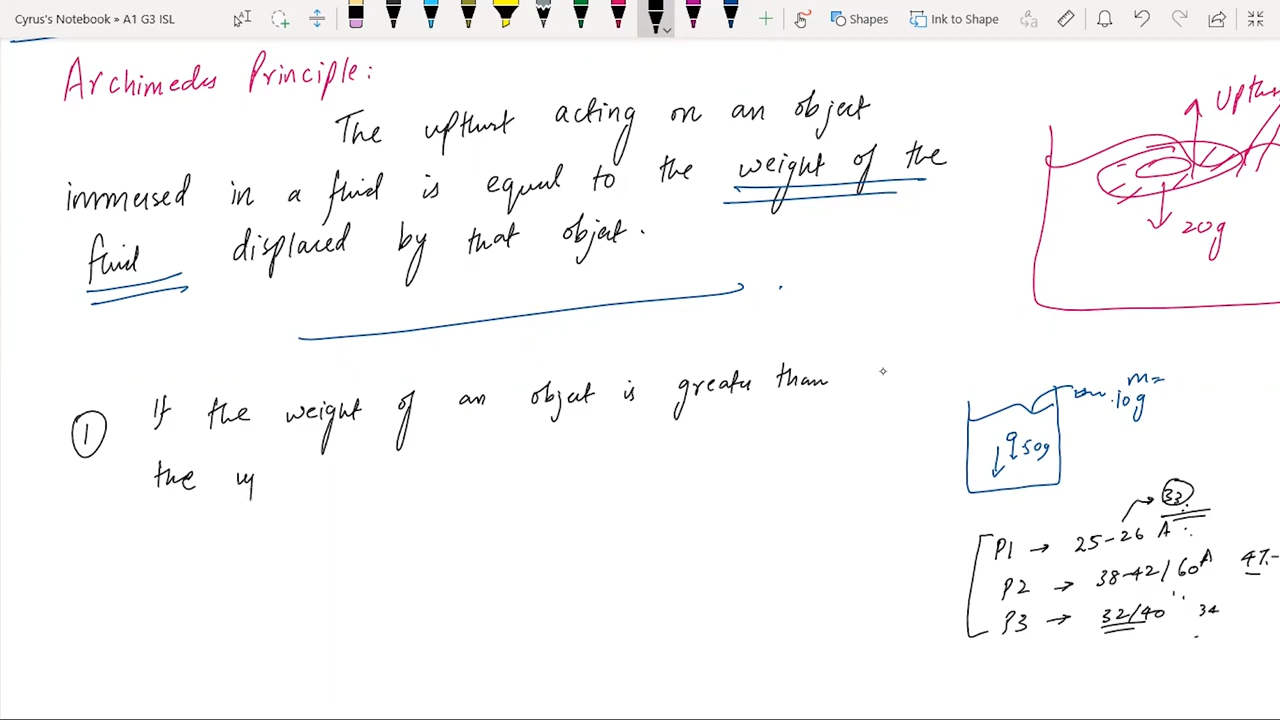 Cyrus's Notebook » A1 G3 ISL
Shapes
Ink to Shape
Archimedes Principle:
The upthrust acting on an object
immersed in a fluid is equal to the weight of the
fluid displaced by that object.
Upthr
20g
m=
10g
50g
① If the weight of an object is greater than
the up
33
P1 → 25-26 A
P2 → 38-42/60 A
P3 → 32/40 34